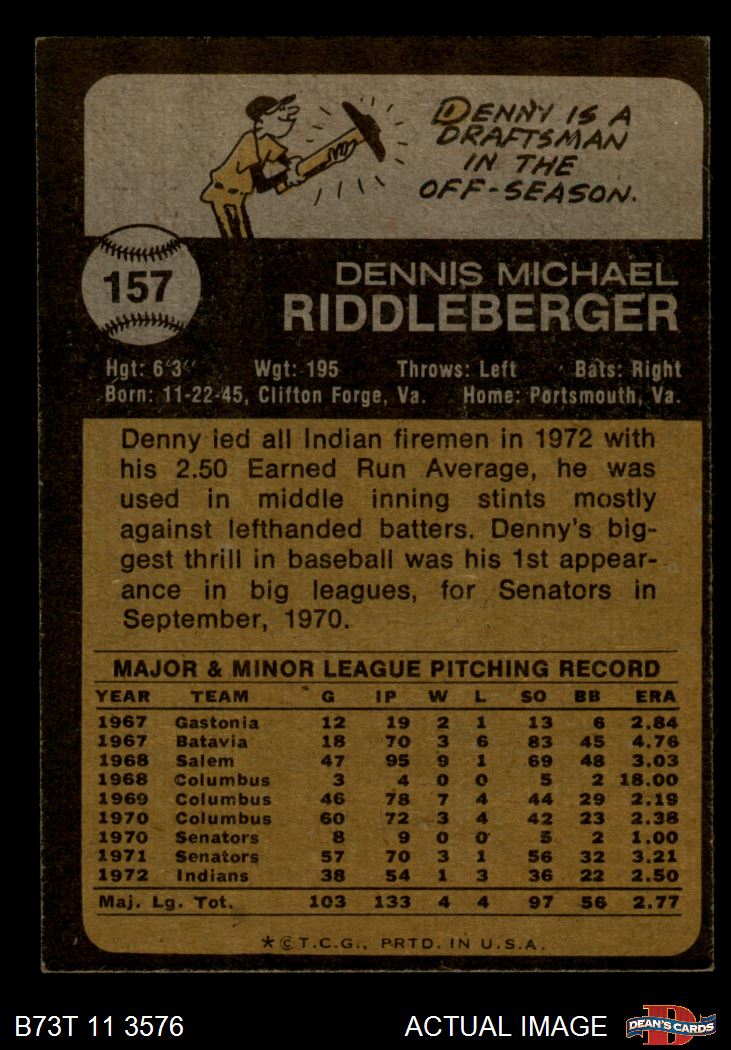 DENNY IS A
DRAFTSMAN
IN THE
OFF-SEASON.
157
DENNIS MICHAEL
RIDDLEBERGER
Hgt: 6'3" Wgt: 195 Throws: Left Bats: Right
Born: 11-22-45, Clifton Forge, Va. Home: Portsmouth, Va.
Denny led all Indian firemen in 1972 with
his 2.50 Earned Run Average, he was
used in middle inning stints mostly
against lefthanded batters. Denny's big-
gest thrill in baseball was his 1st appear-
ance in big leagues, for Senators in
September, 1970.
MAJOR & MINOR LEAGUE PITCHING RECORD
YEAR TEAM G IP W L SO BB ERA
1967 Gastonia 12 19 2 1 13 6 2.84
1967 Batavia 18 70 3 6 83 45 4.76
1968 Salem 47 95 9 1 69 48 3.03
1968 Columbus 3 4 0 0 5 2 18.00
1969 Columbus 46 78 7 4 44 29 2.19
1970 Columbus 60 72 3 4 42 23 2.38
1970 Senators 8 9 0 0 5 2 1.00
1971 Senators 57 70 3 1 56 32 3.21
1972 Indians 38 54 1 3 36 22 2.50
Maj. Lg. Tot. 103 133 4 4 97 56 2.77
*©T.C.G., PRTD. IN U.S.A.
B73T 11 3576 ACTUAL IMAGE DEAN'S CARDS